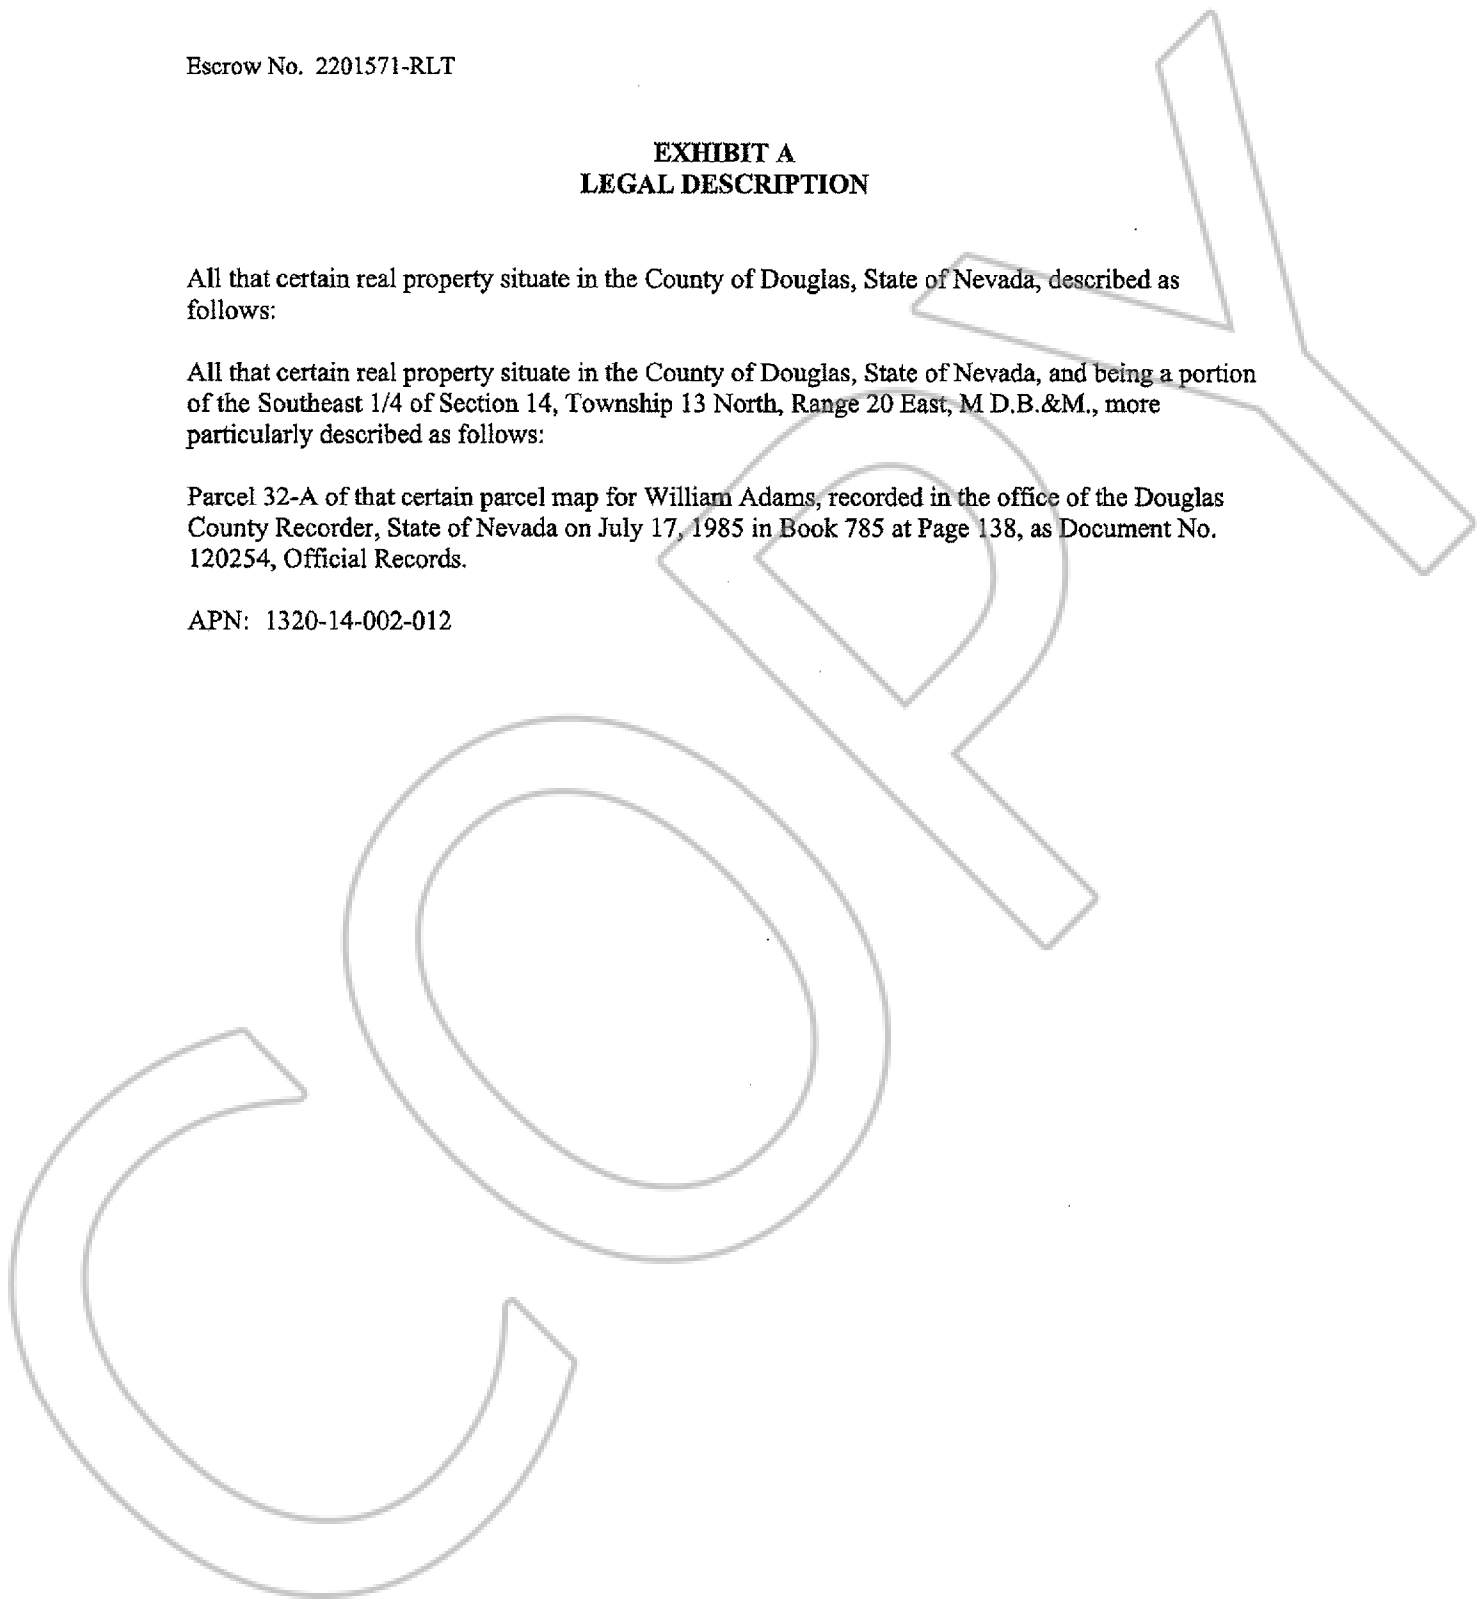 Escrow No. 2201571-RLT
EXHIBIT A
LEGAL DESCRIPTION
All that certain real property situate in the County of Douglas, State of Nevada, described as
follows:
All that certain real property situate in the County of Douglas, State of Nevada, and being a portion
of the Southeast 1/4 of Section 14, Township 13 North, Range 20 East, M D.B.&M., more
particularly described as follows:
Parcel 32-A of that certain parcel map for William Adams, recorded in the office of the Douglas
County Recorder, State of Nevada on July 17, 1985 in Book 785 at Page 138, as Document No.
120254, Official Records.
APN: 1320-14-002-012
COPY